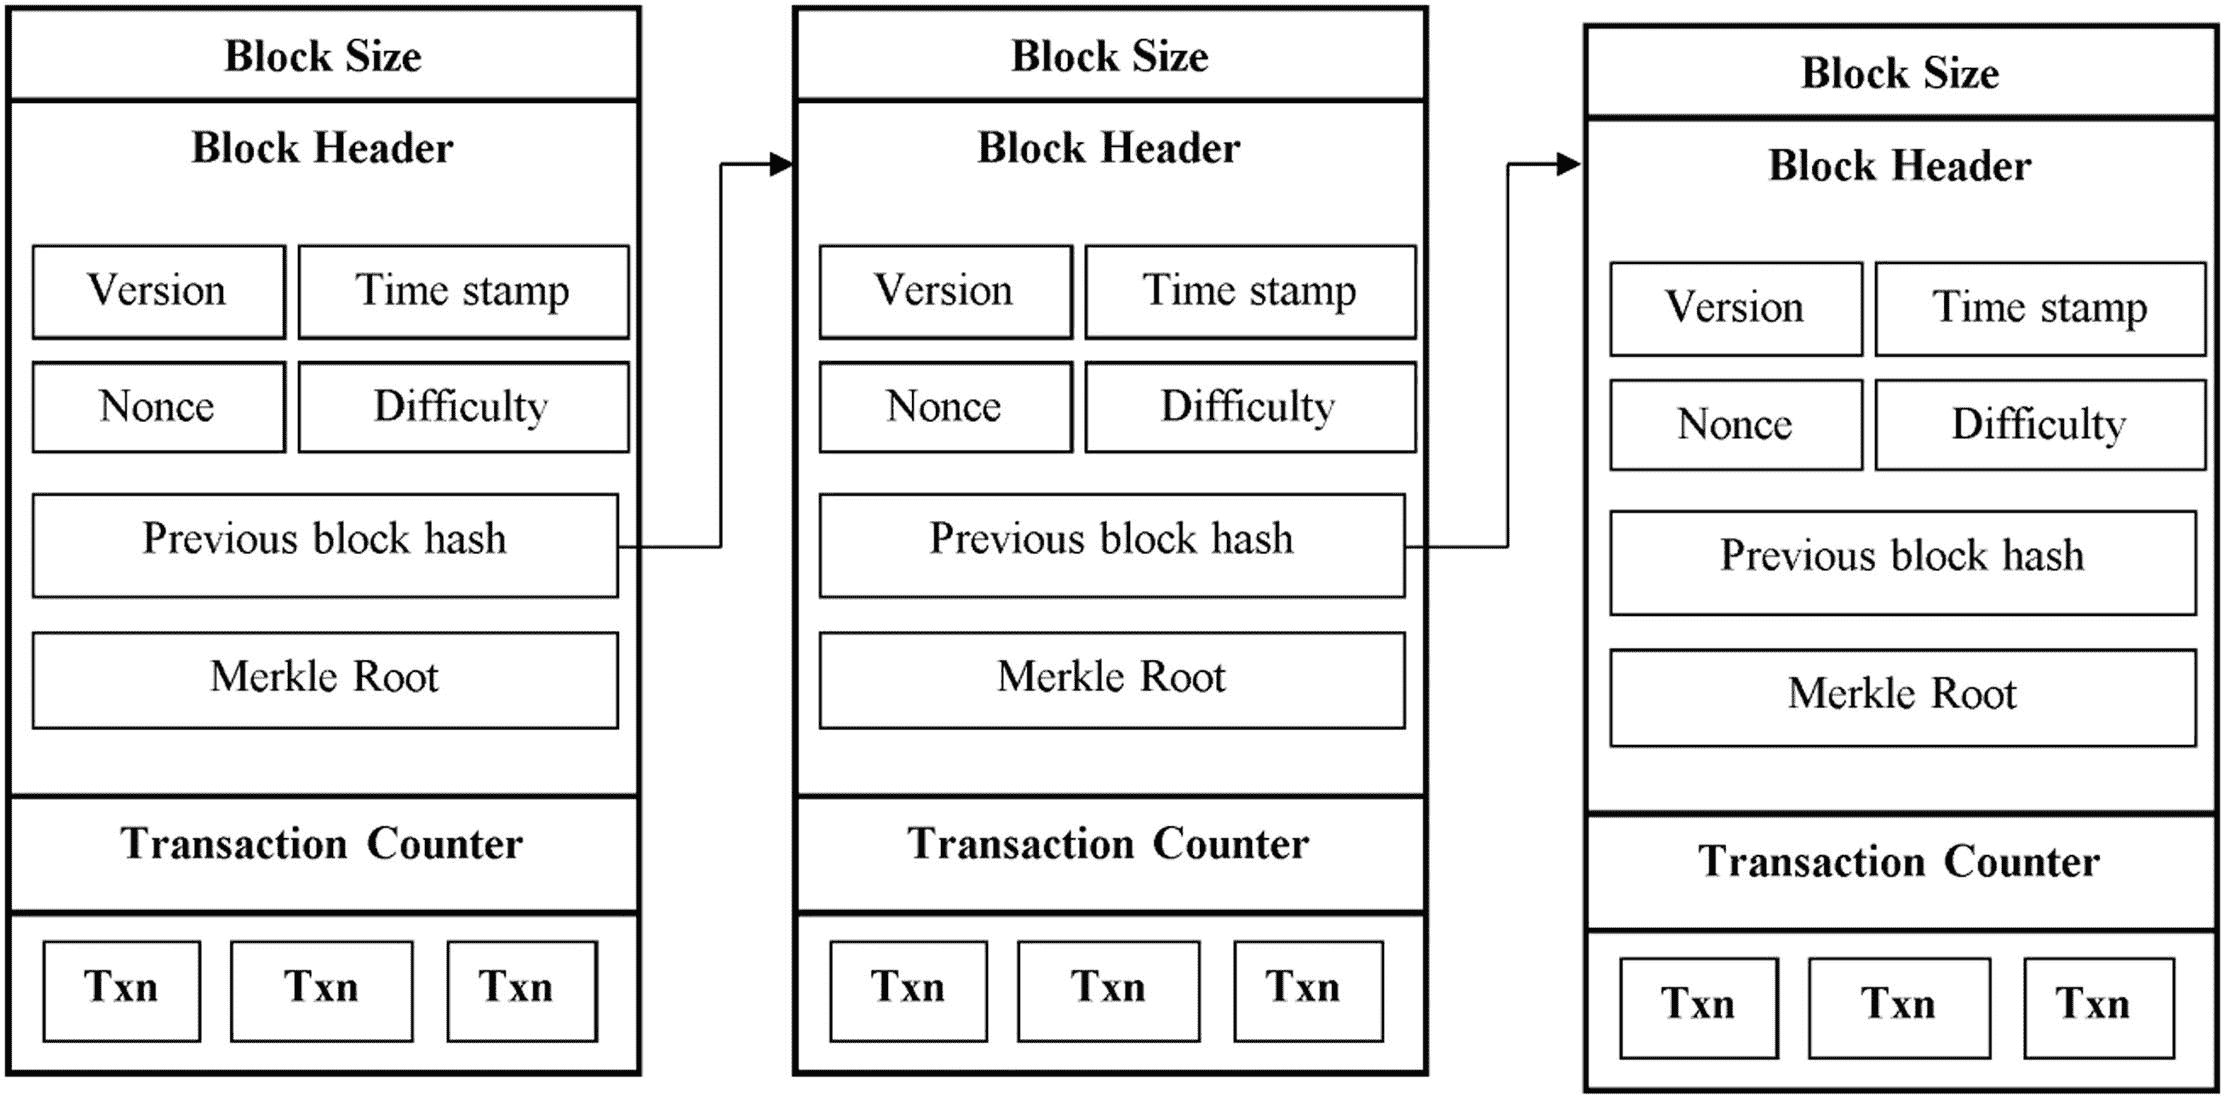 Block Size
Block Header
Version
Time stamp
Nonce
Difficulty
Previous block hash
Merkle Root
Transaction Counter
Txn
Txn
Txn
Block Size
Block Header
Version
Time stamp
Nonce
Difficulty
Previous block hash
Merkle Root
Transaction Counter
Txn
Txn
Txn
Block Size
Block Header
Version
Time stamp
Nonce
Difficulty
Previous block hash
Merkle Root
Transaction Counter
Txn
Txn
Txn